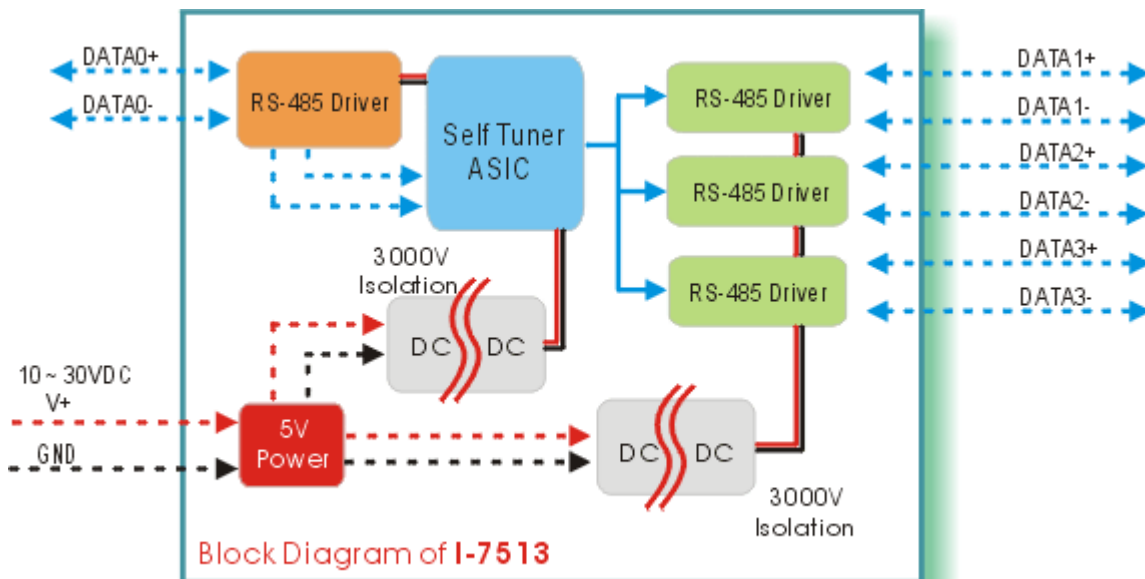 DATA0+
DATA0-
RS-485 Driver
Self Tuner
ASIC
RS-485 Driver
RS-485 Driver
RS-485 Driver
DATA1+
DATA1-
DATA2+
DATA2-
DATA3+
DATA3-
3000V
Isolation
DC DC
10 ~ 30VDC
V+
GND
5V
Power
DC DC
3000V
Isolation
Block Diagram of I-7513